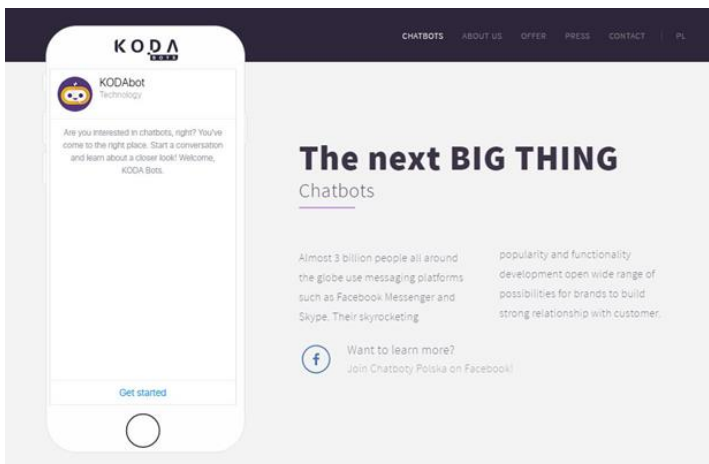 CHATBOTS ABOUT US OFFER PRESS CONTACT PL
KODA
BOTS
KODAbot
Technology
Are you interested in chatbots, right? You've
come to the right place. Start a conversation
and learn about a closer look! Welcome,
KODA Bots.
Get started
The next BIG THING
Chatbots
Almost 3 billion people all around
the globe use messaging platforms
such as Facebook Messenger and
Skype. Their skyrocketing
popularity and functionality
development open wide range of
possibilities for brands to build
strong relationship with customer.
Want to learn more?
Join Chatboty Polska on Facebook!